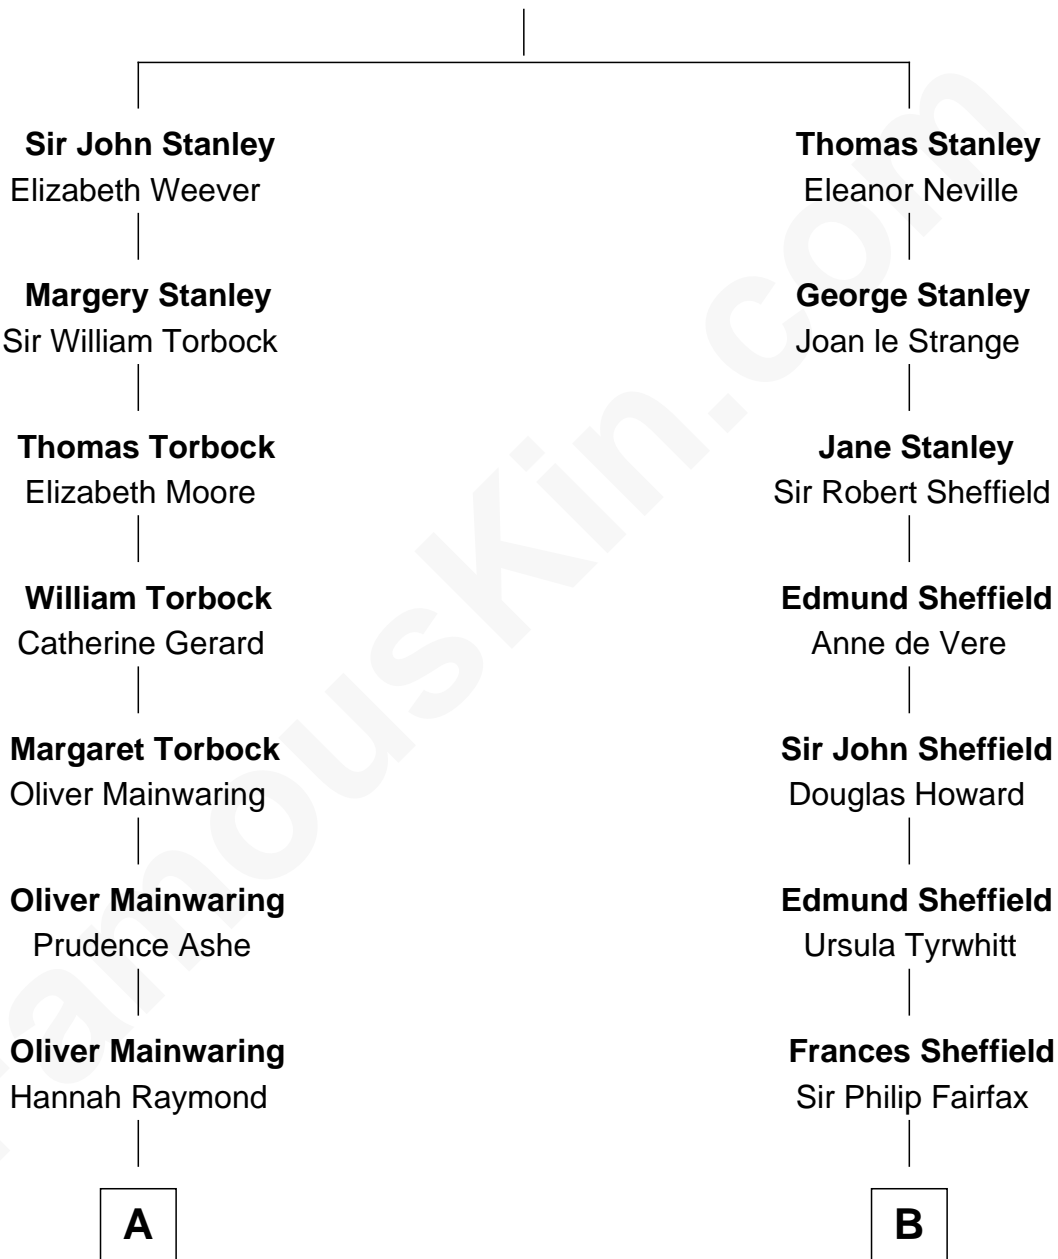 Sir John Stanley
Elizabeth Weever
Margery Stanley
Sir William Torbock
Thomas Torbock
Elizabeth Moore
William Torbock
Catherine Gerard
Margaret Torbock
Oliver Mainwaring
Oliver Mainwaring
Prudence Ashe
Oliver Mainwaring
Hannah Raymond
A
Thomas Stanley
Eleanor Neville
George Stanley
Joan le Strange
Jane Stanley
Sir Robert Sheffield
Edmund Sheffield
Anne de Vere
Sir John Sheffield
Douglas Howard
Edmund Sheffield
Ursula Tyrwhitt
Frances Sheffield
Sir Philip Fairfax
B
FamousKin.com